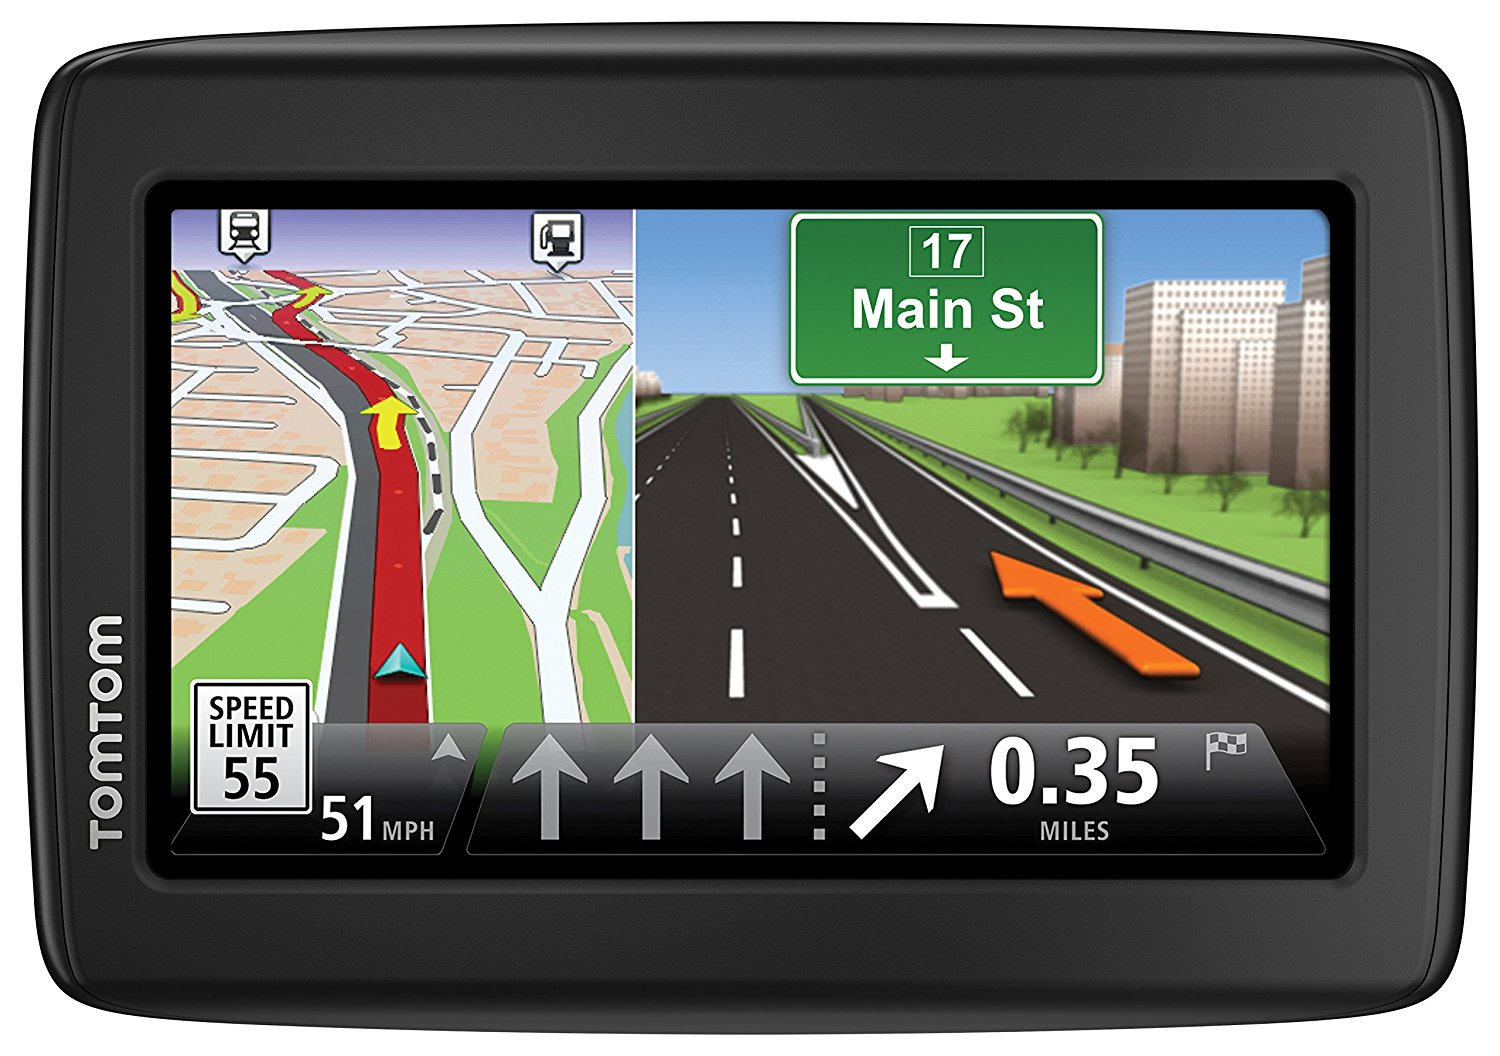 TOMTOM
17
Main St
SPEED
LIMIT
55
51 MPH
0.35
MILES